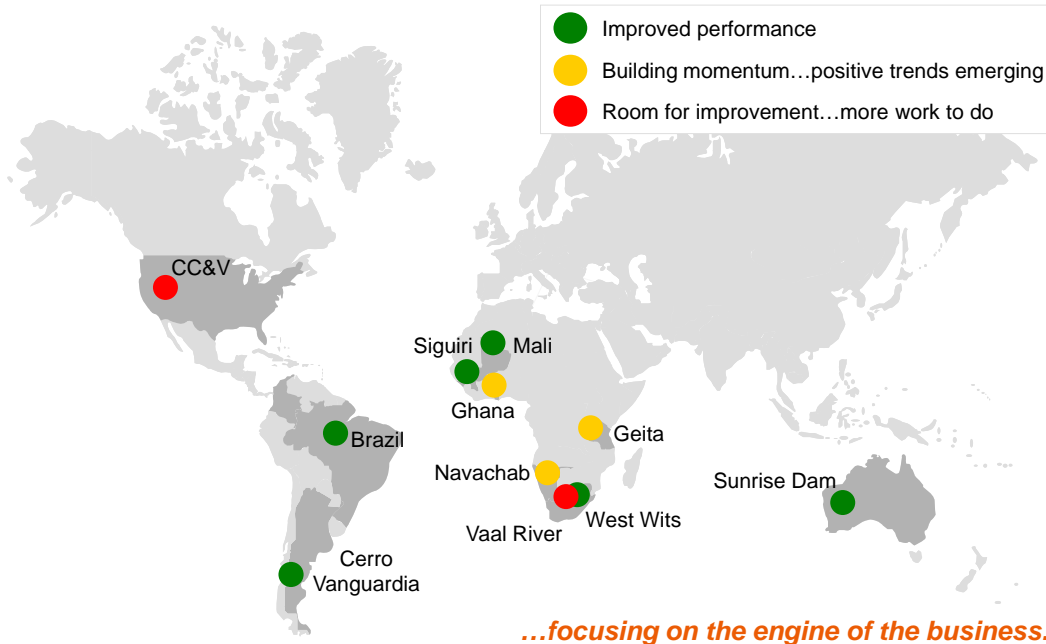 Improved performance
Building momentum…positive trends emerging
Room for improvement…more work to do
CC&V
Siguiri
Mali
Ghana
Brazil
Geita
Navachab
Sunrise Dam
West Wits
Vaal River
Cerro
Vanguardia
…focusing on the engine of the business.